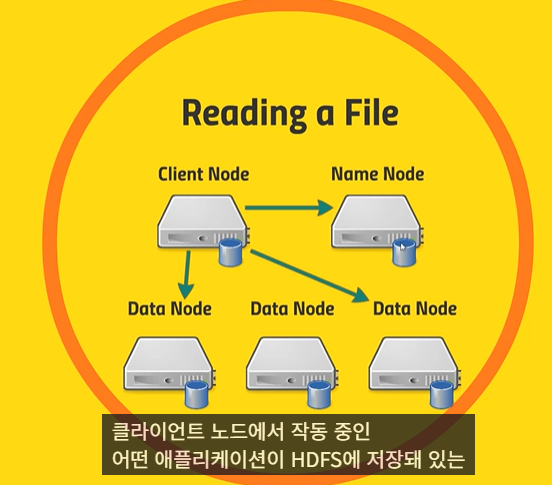 Reading a File
Client Node Name Node
Data Node Data Node Data Node
클라이언트 노드에서 작동 중인
어떤 애플리케이션이 HDFS에 저장돼 있는